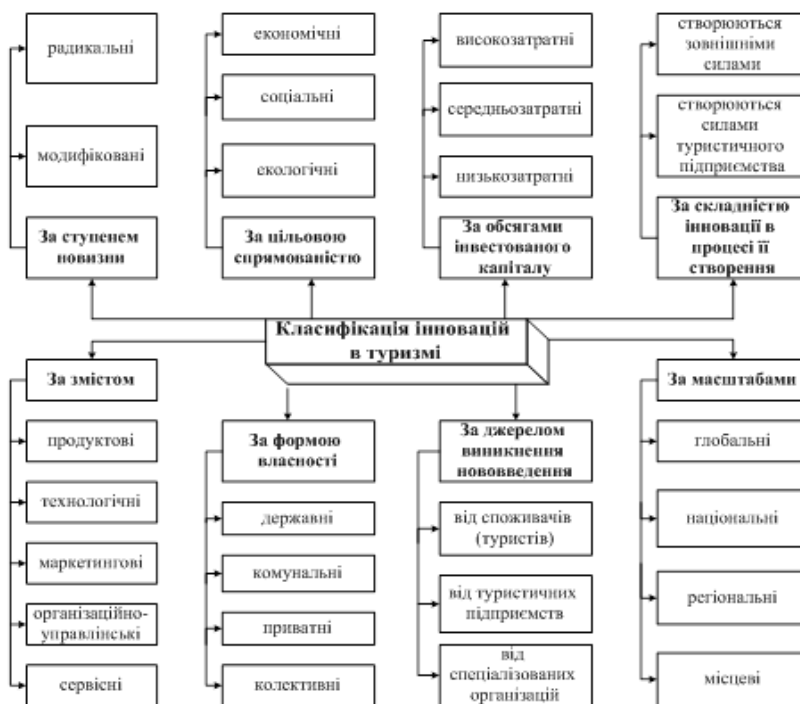 радикальні
модифіковані
За ступенем
новизни
економічні
соціальні
екологічні
За цільовою
спрямованістю
високозатратні
середньозатратні
низькозатратні
За обсягами
інвестованого
капіталу
створюються
зовнішніми
силами
створюються
силами
туристичного
підприємства
За складністю
інновації в
процесі її
створення
Класифікація інновацій
в туризмі
За змістом
продуктові
технологічні
маркетингові
організаційно-
управлінські
сервісні
За формою
власності
державні
комунальні
приватні
колективні
За джерелом
виникнення
нововведення
від споживачів
(туристів)
від туристичних
підприємств
від
спеціалізованих
організацій
За масштабами
глобальні
національні
регіональні
місцеві